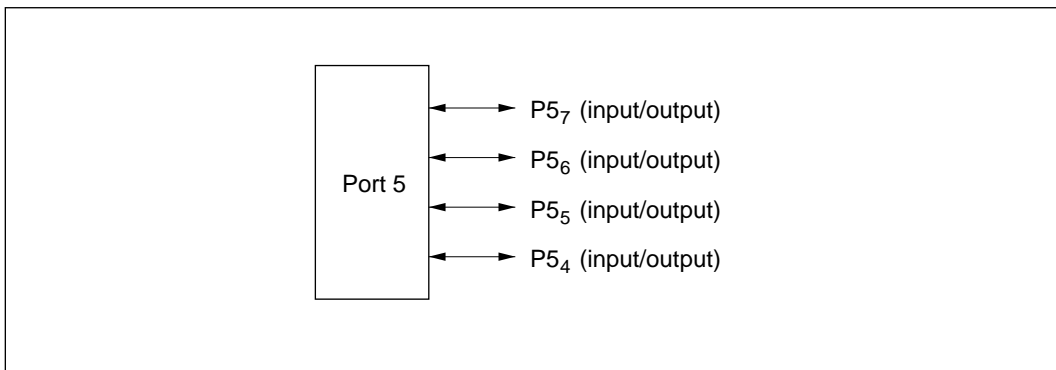 P5₇ (input/output)
P5₆ (input/output)
Port 5
P5₅ (input/output)
P5₄ (input/output)